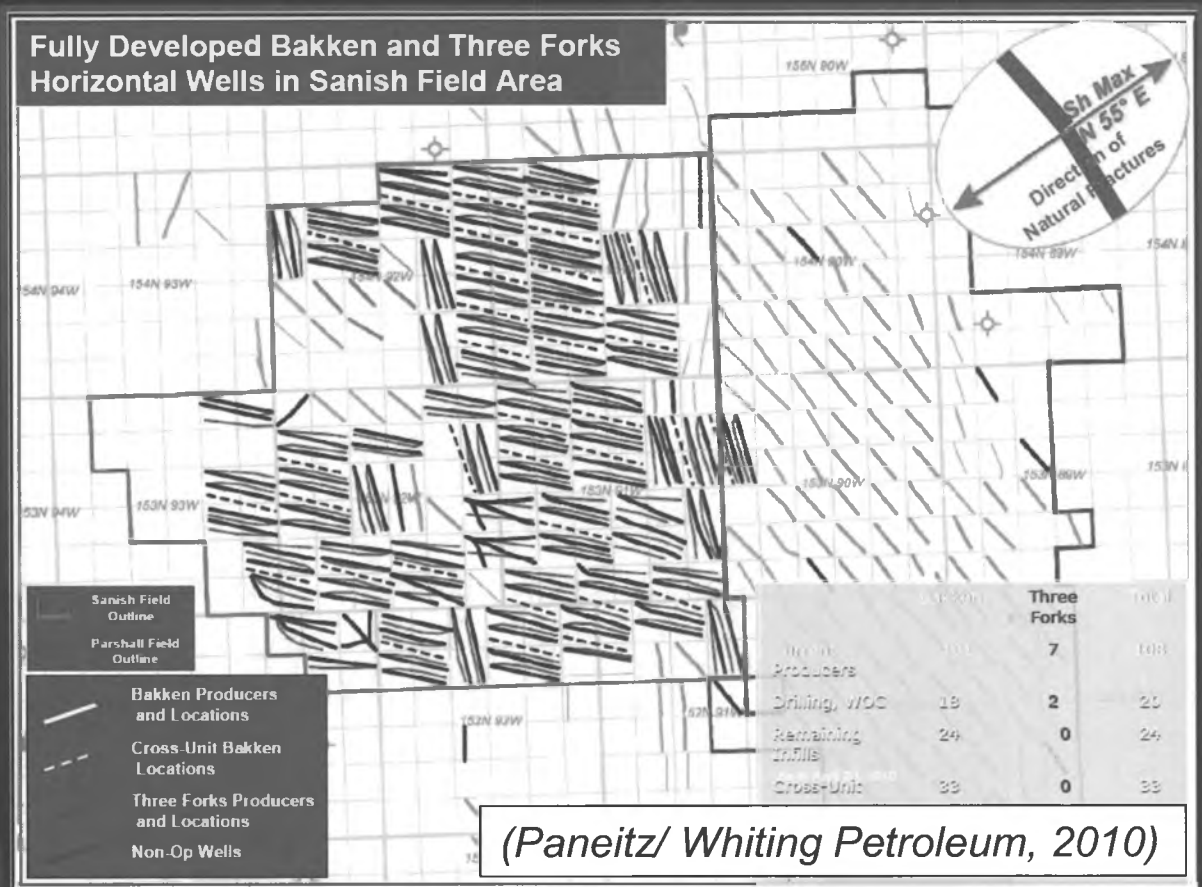 Fully Developed Bakken and Three Forks
Horizontal Wells in Sanish Field Area
155N 90W
Sh Max
N 55° E
Direction of
Natural Fractures
154N 94W
154N 93W
154N 90W
154N 89W
153N 94W
153N 93W
153N 91W
153N 90W
153N 89W
Sanish Field
Outline
Parshall Field
Outline
Bakken Producers
and Locations
Cross-Unit Bakken
Locations
Three Forks Producers
and Locations
Non-Op Wells
Three
Forks
Producers 7
Drilling, WOC 18 2 20
Remaining 24 0 24
Infills
Cross-Unit 33 0 33
(Paneitz/ Whiting Petroleum, 2010)